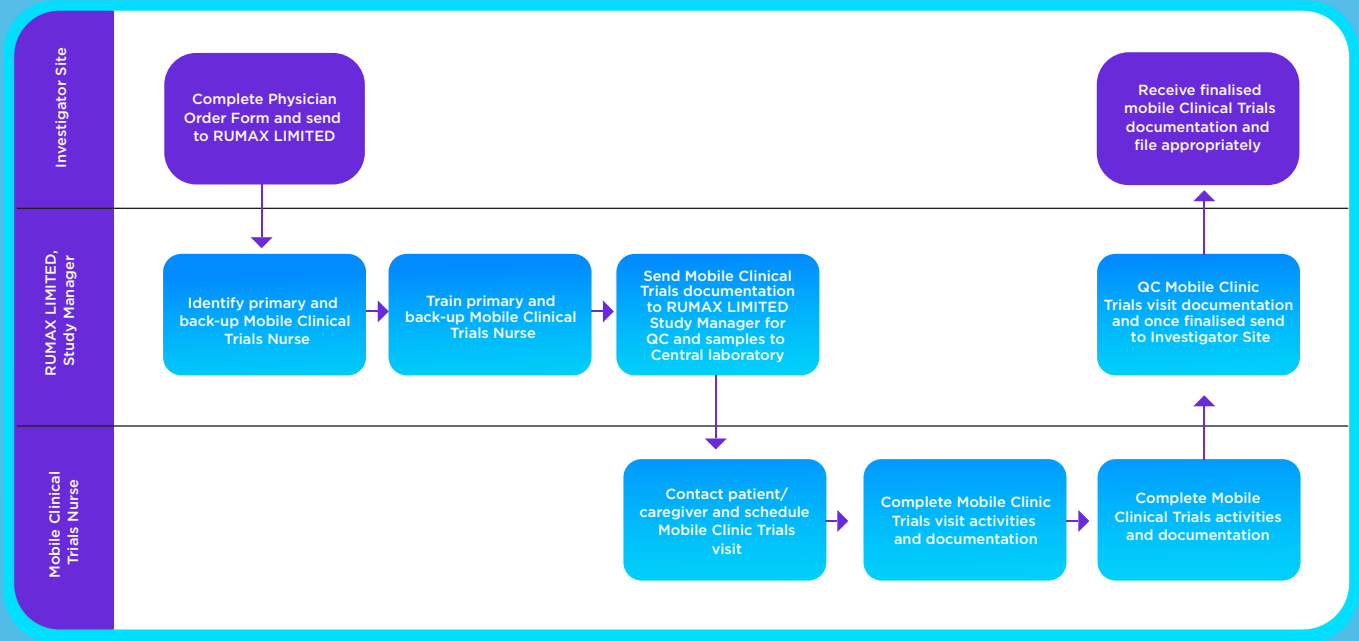 Investigator Site
Complete Physician
Order Form and send
to RUMAX LIMITED
Receive finalised
mobile Clinical Trials
documentation and
file appropriately
RUMAX LIMITED,
Study Manager
Identify primary and
back-up Mobile Clinical
Trials Nurse
Train primary and
back-up Mobile Clinical
Trials Nurse
Send Mobile Clinical
Trials documentation
to RUMAX LIMITED
Study Manager for
QC and samples to
Central laboratory
QC Mobile Clinic
Trials visit documentation
and once finalised send
to Investigator Site
Mobile Clinical
Trials Nurse
Contact patient/
caregiver and schedule
Mobile Clinic Trials
visit
Complete Mobile Clinic
Trials visit activities
and documentation
Complete Mobile
Clinical Trials activities
and documentation